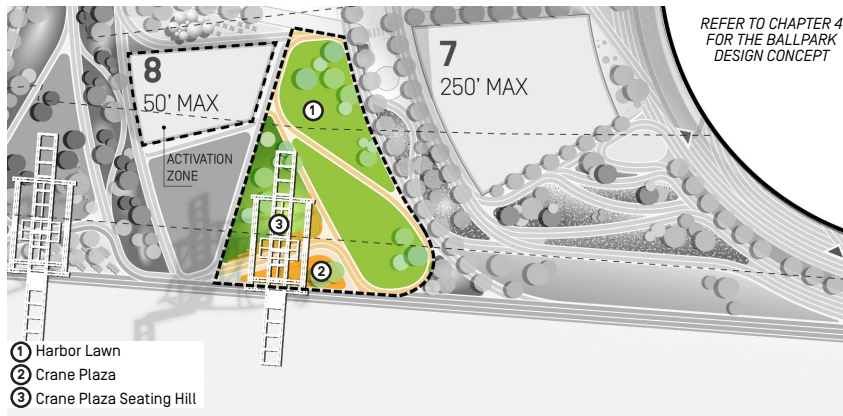 REFER TO CHAPTER 4
FOR THE BALLPARK
DESIGN CONCEPT
8
50’ MAX
7
250’ MAX
1
ACTIVATION
ZONE
3
2
1 Harbor Lawn
2 Crane Plaza
3 Crane Plaza Seating Hill